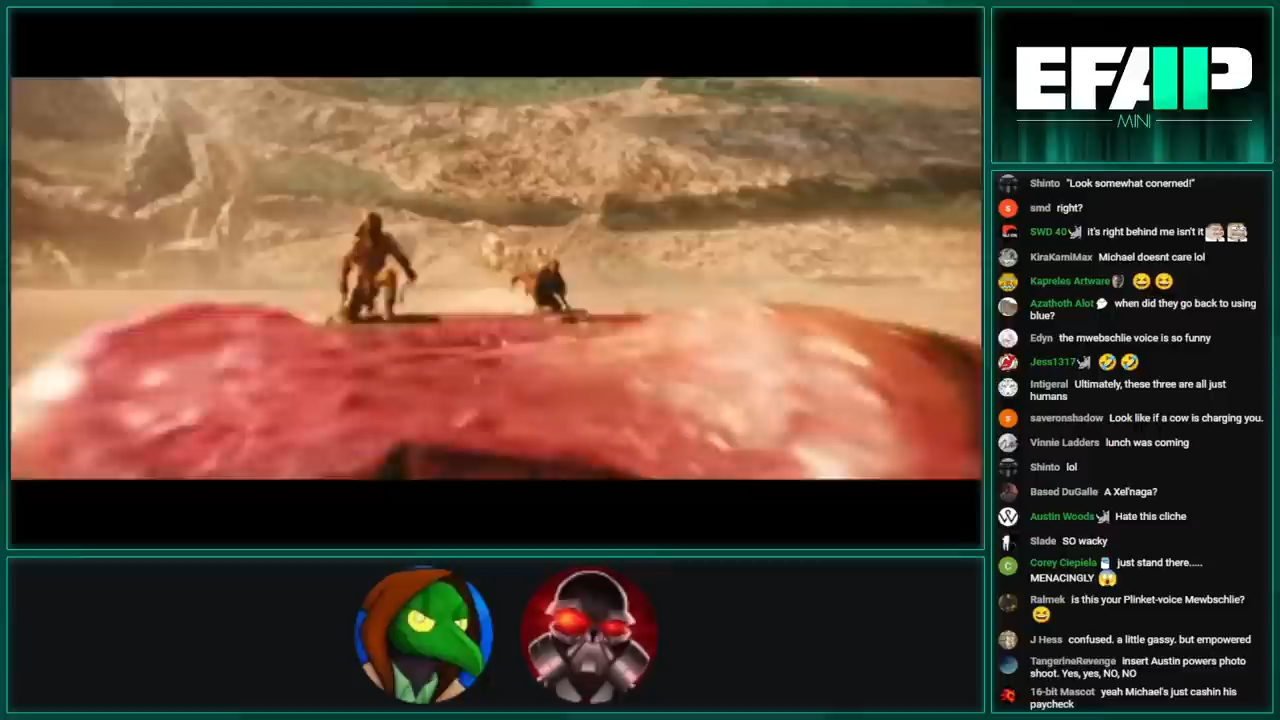 EFAP
MINI
Shinto "Look somewhat conerned!"
smd right?
SWD 40 it's right behind me isn't it
KiraKamiMax Michael doesnt care lol
Kapreles Artware
Azathoth Alot when did they go back to using
blue?
Edyn the mwebschlie voice is so funny
Jess1317
Intigeral Ultimately, these three are all just
humans
saveronshadow Look like if a cow is charging you.
Vinnie Ladders lunch was coming
Shinto lol
Based DuGalle A Xel'naga?
Austin Woods Hate this cliche
Slade SO wacky
Corey Ciepiela just stand there.....
MENACINGLY
Ralmek is this your Plinket-voice Mewbschlie?
J Hess confused. a little gassy. but empowered
TangerineRevenge insert Austin powers photo
shoot. Yes, yes, NO, NO
16-bit Mascot yeah Michael's just cashin his
paycheck